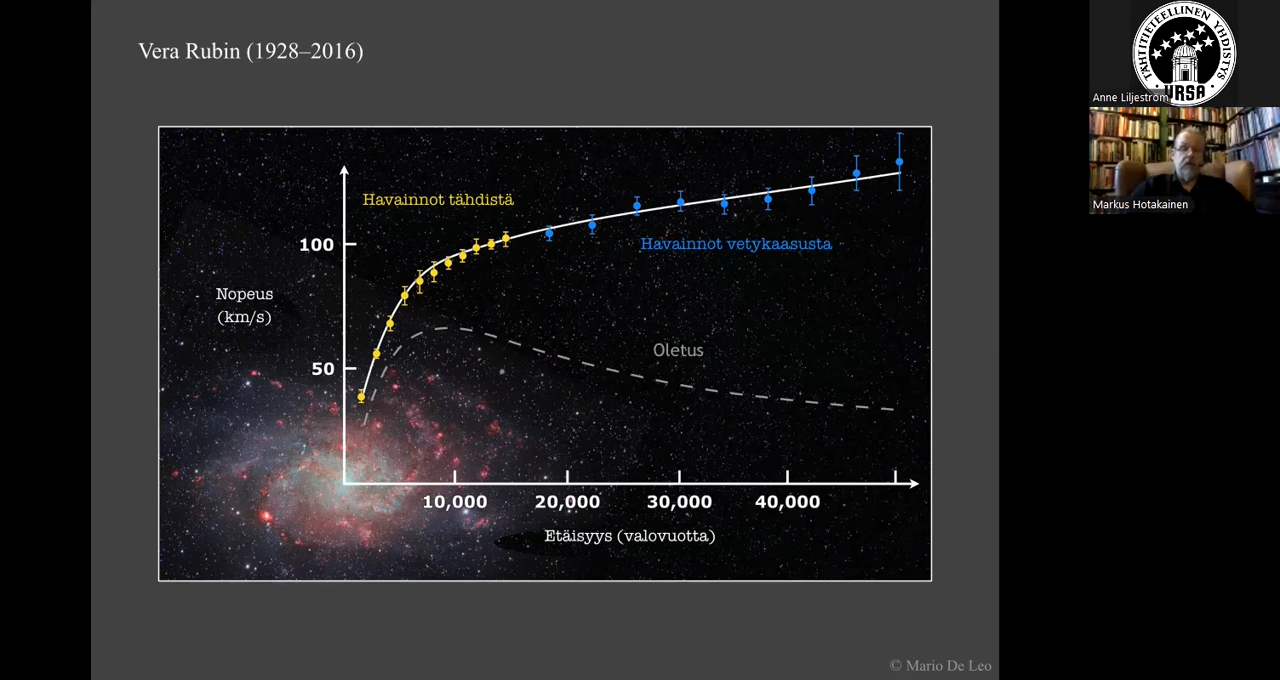 Vera Rubin (1928–2016)
Havainnot tähdistä
100
Havainnot vetykaasusta
Nopeus
(km/s)
Oletus
50
10,000
20,000
30,000
40,000
Etäisyys (valovuotta)
© Mario De Leo
TÄHTITIETEELLINEN YHDISTYS
URSA
Anne Liljeström
Markus Hotakainen